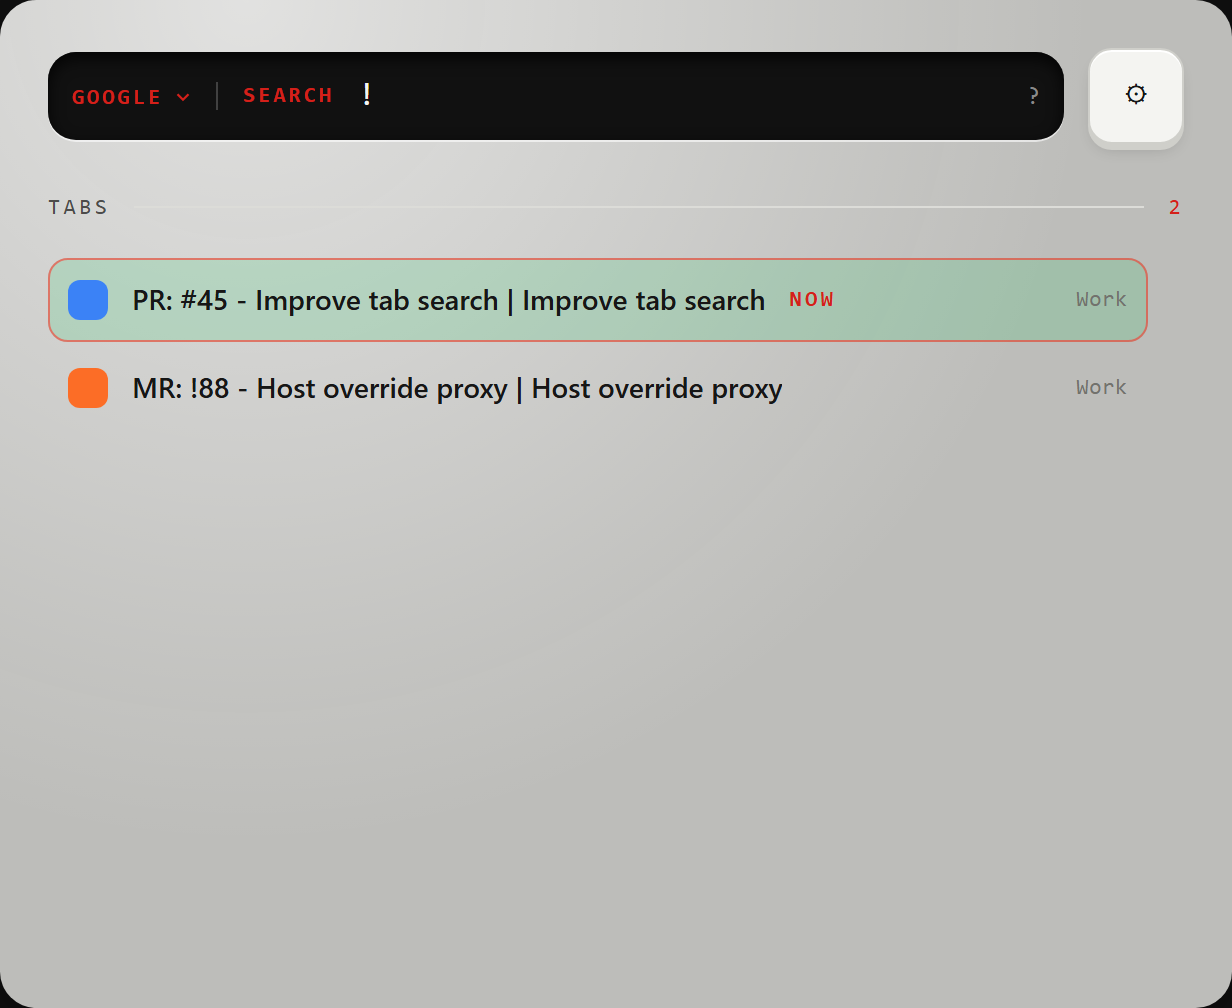 GOOGLE SEARCH ! ?
TABS 2
PR: #45 - Improve tab search | Improve tab search NOW Work
MR: !88 - Host override proxy | Host override proxy Work